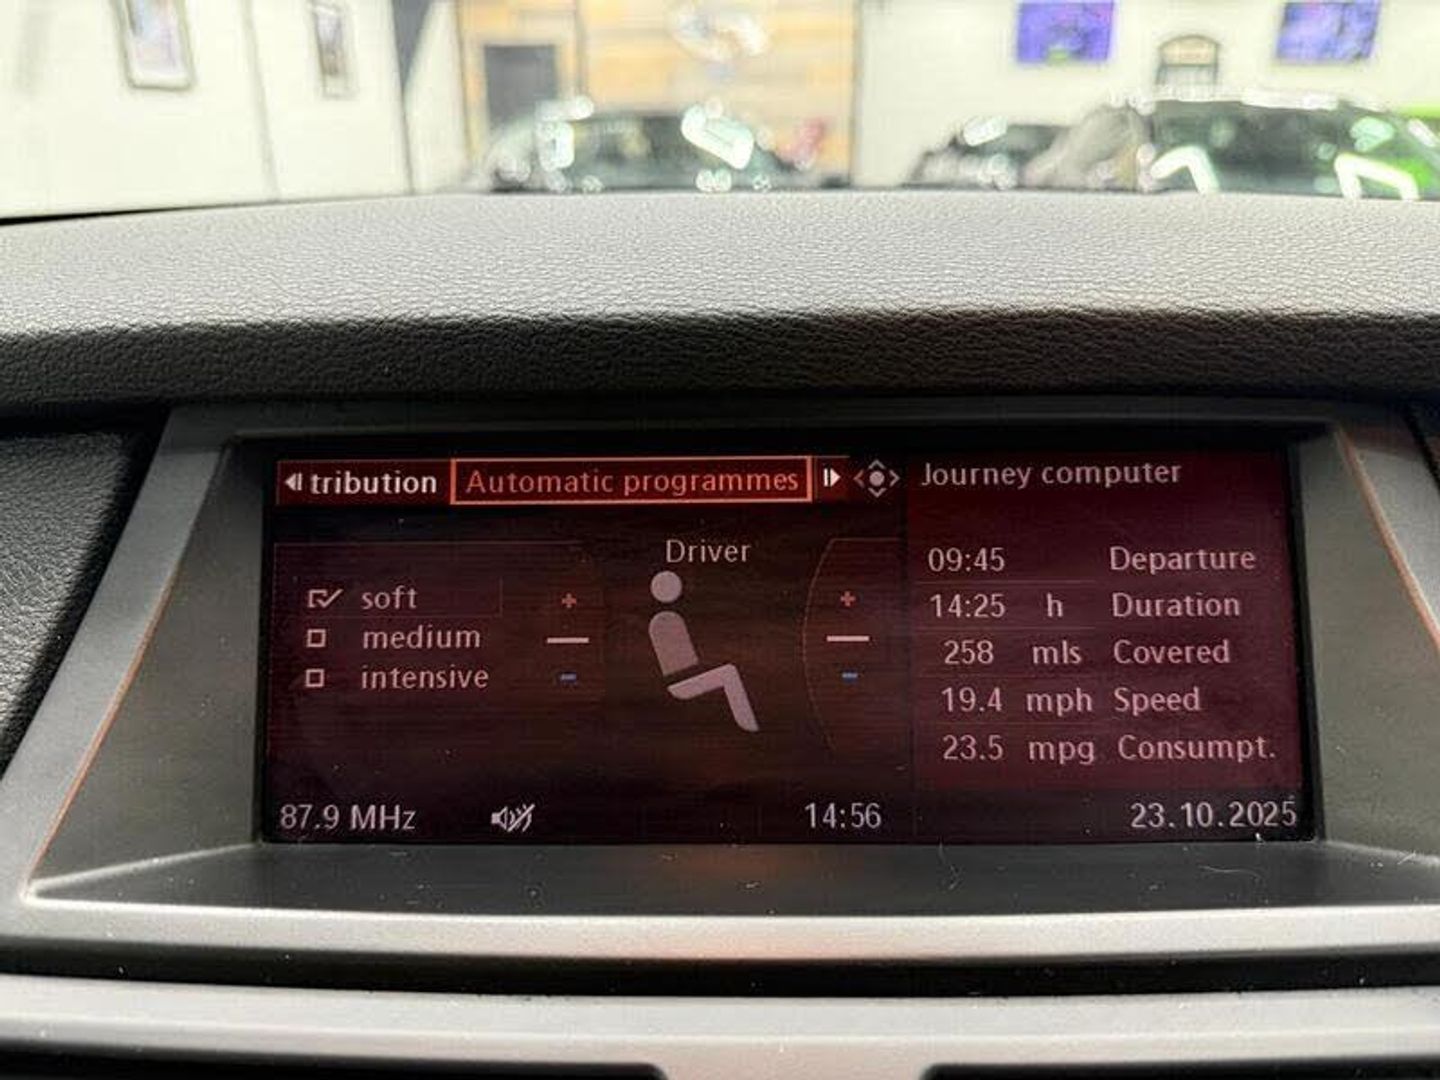 tribution Automatic programmes
Journey computer
Driver
soft
medium
intensive
09:45 Departure
14:25 h Duration
258 mls Covered
19.4 mph Speed
23.5 mpg Consumpt.
87.9 MHz 14:56 23.10.2025